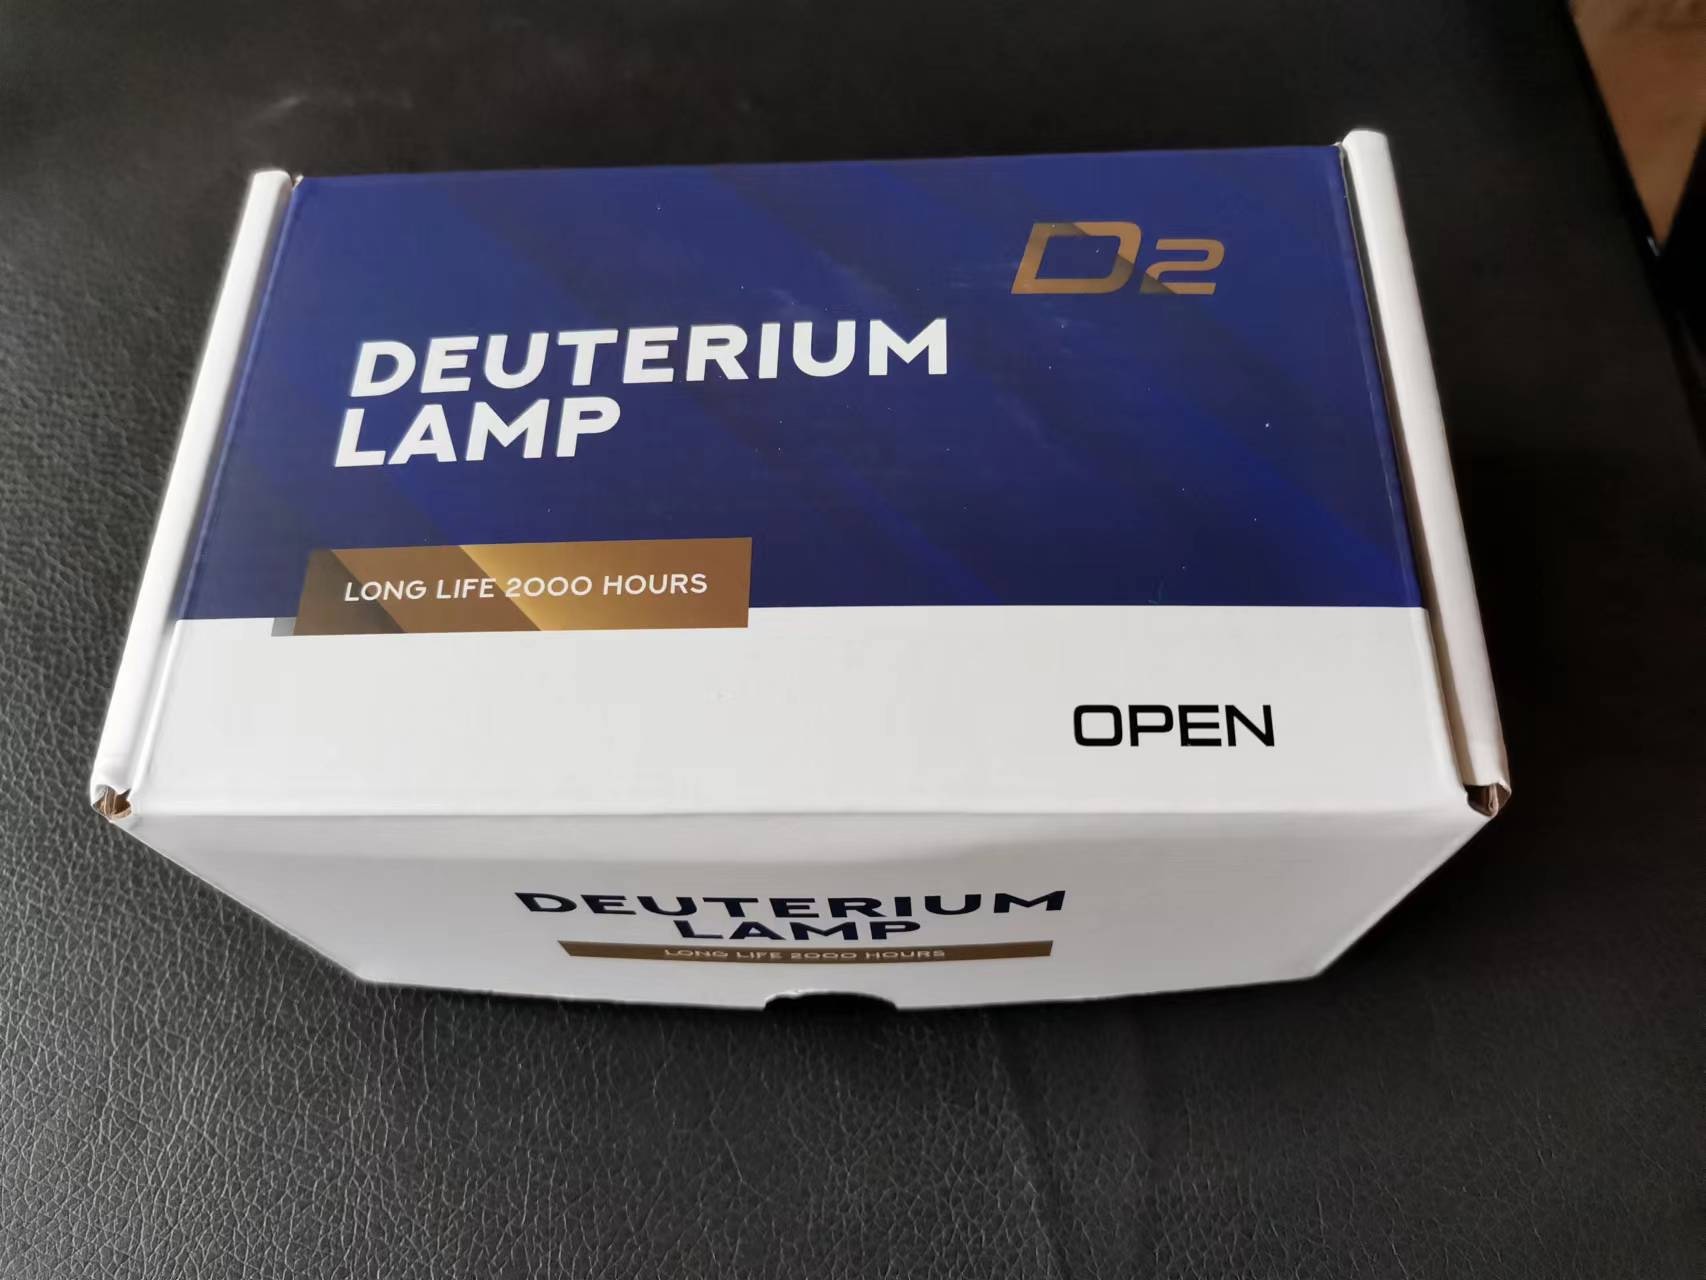 D2
DEUTERIUM
LAMP
LONG LIFE 2000 HOURS
OPEN
DEUTERIUM
LAMP
LONG LIFE 2000 HOURS